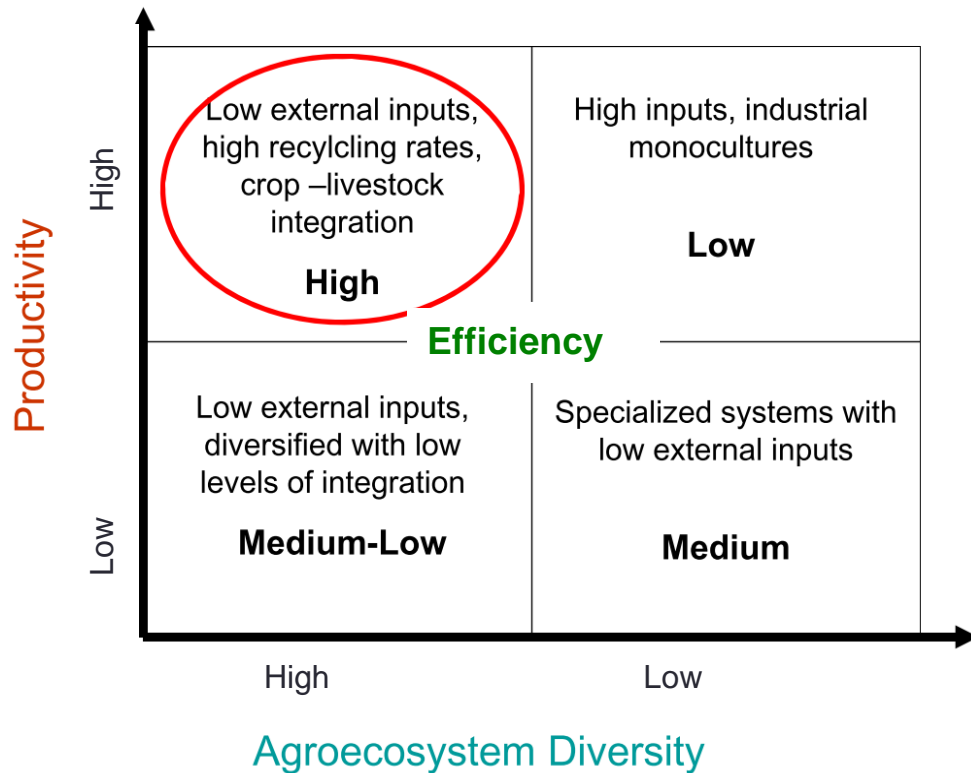 High
Low external inputs,
high recylcling rates,
crop –livestock
integration
High
High inputs, industrial
monocultures
Low
Productivity
Efficiency
Low
Low external inputs,
diversified with low
levels of integration
Medium-Low
Specialized systems with
low external inputs
Medium
High
Low
Agroecosystem Diversity